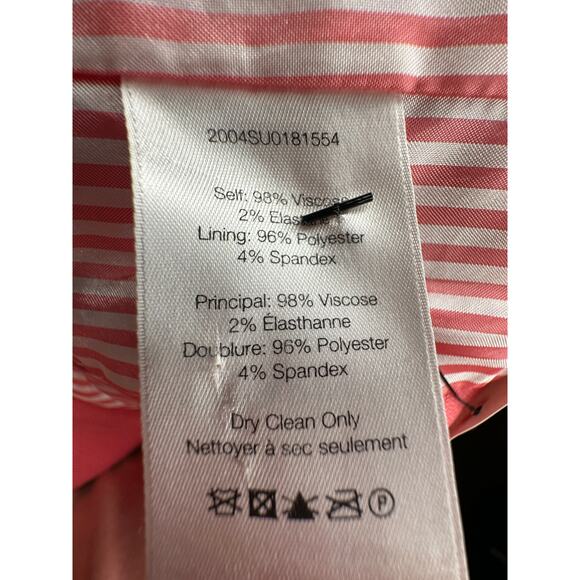 2004SU0181554
Self: 98% Viscose
2% Elasthanne
Lining: 96% Polyester
4% Spandex
Principal: 98% Viscose
2% Élasthanne
Doublure: 96% Polyester
4% Spandex
Dry Clean Only
Nettoyer à sec seulement
P